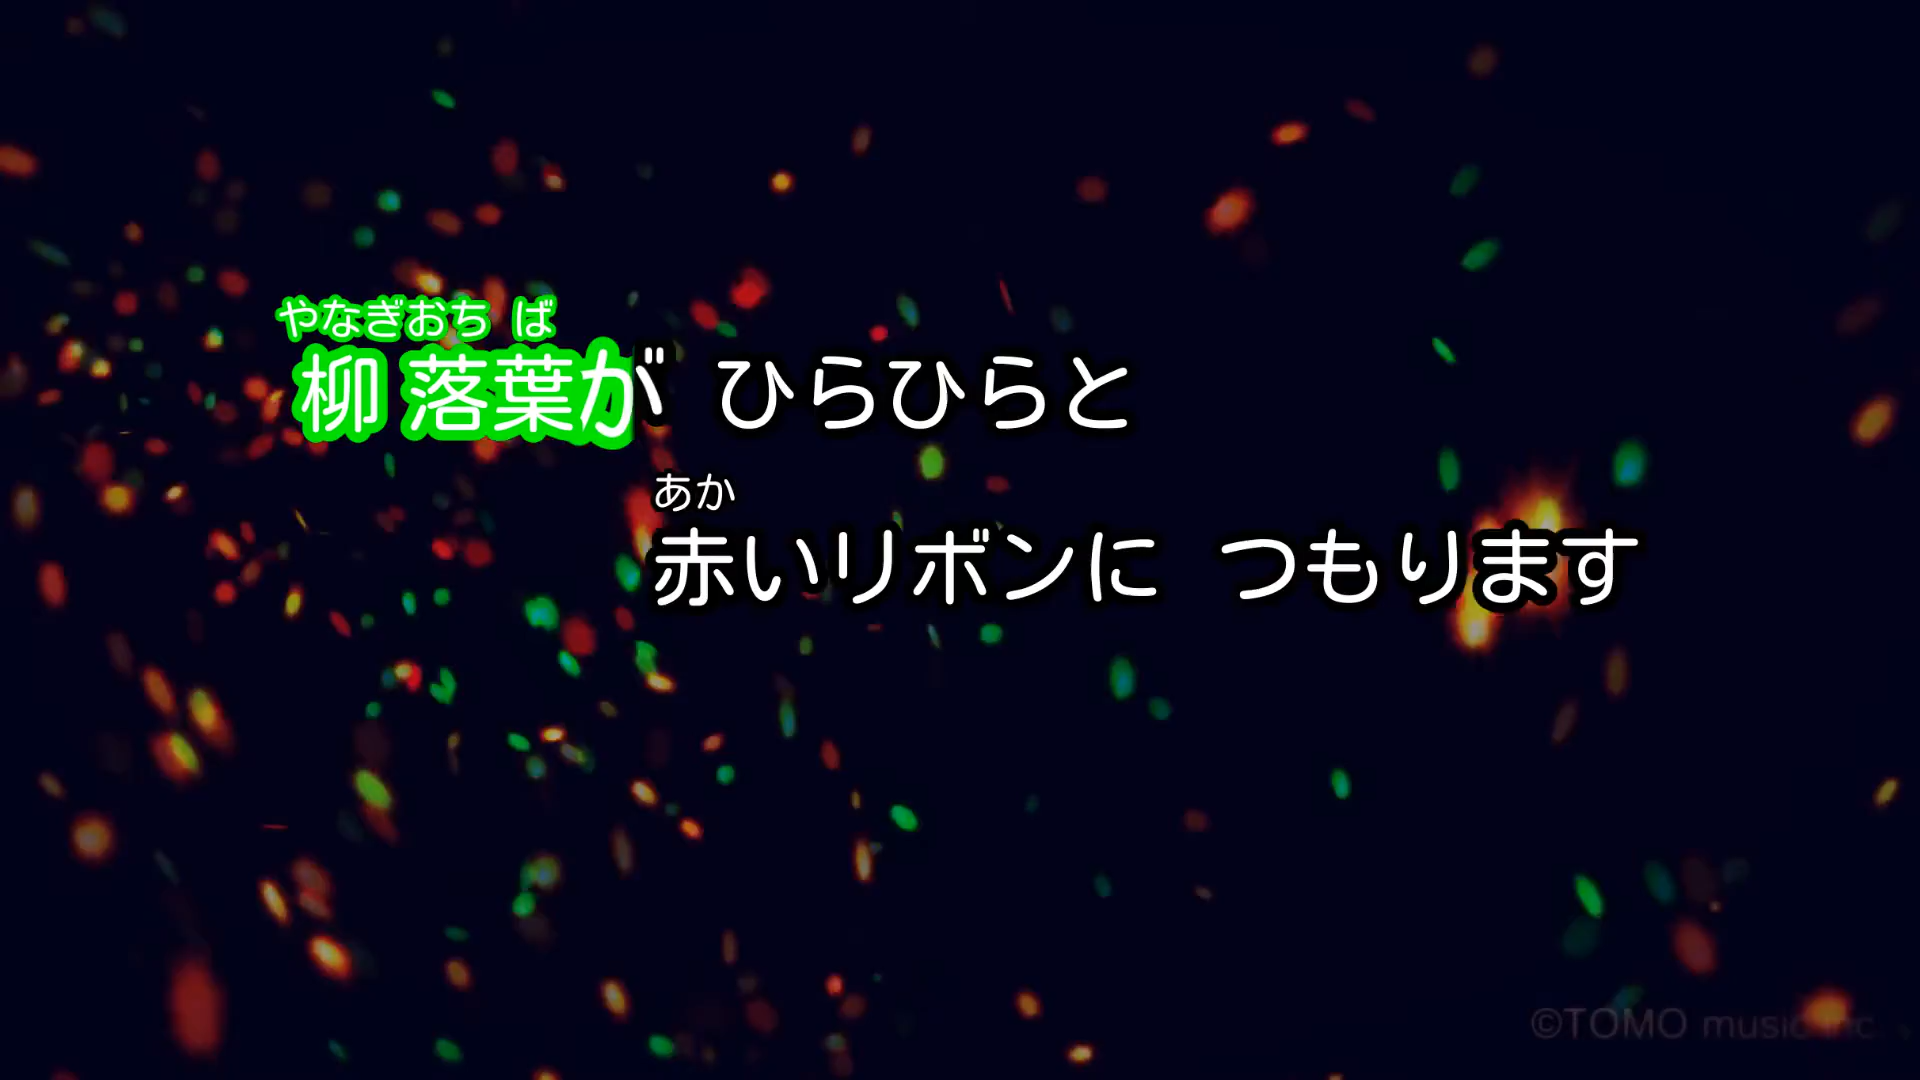 やなぎおち ば
柳 落葉が ひらひらと
あか
赤いリボンに つもります
©TOMO music inc.